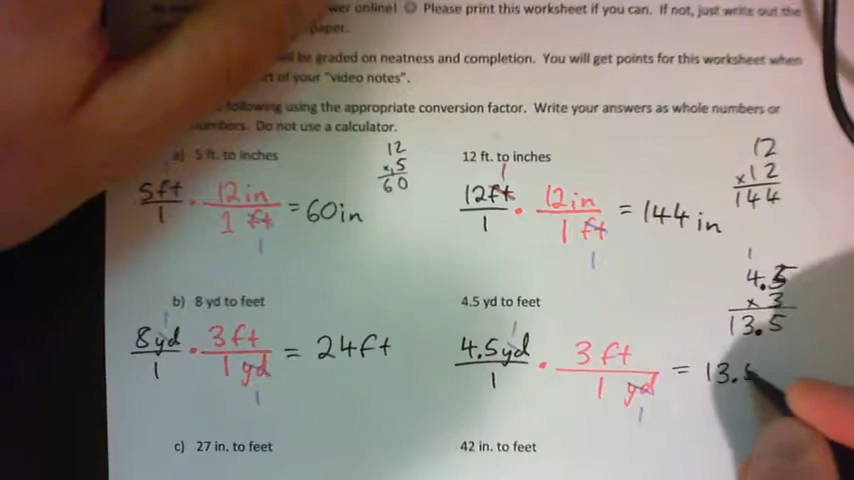 wer online! ☺ Please print this worksheet if you can. If not, just write out the
paper.
be graded on neatness and completion. You will get points for this worksheet when
rt of your "video notes".
following using the appropriate conversion factor. Write your answers as whole numbers or
numbers. Do not use a calculator.
a) 5 ft. to inches
12
x 5
60
5ft/1 · 12in/1 ft = 60in
12 ft. to inches
12
x12
144
12ft/1 · 12in/1 ft = 144 in
b) 8 yd to feet
8yd/1 · 3ft/1 yd = 24ft
4.5 yd to feet
1
4.5
x 3
13.5
4.5yd/1 · 3 ft/1 yd = 13.5
c) 27 in. to feet
42 in. to feet